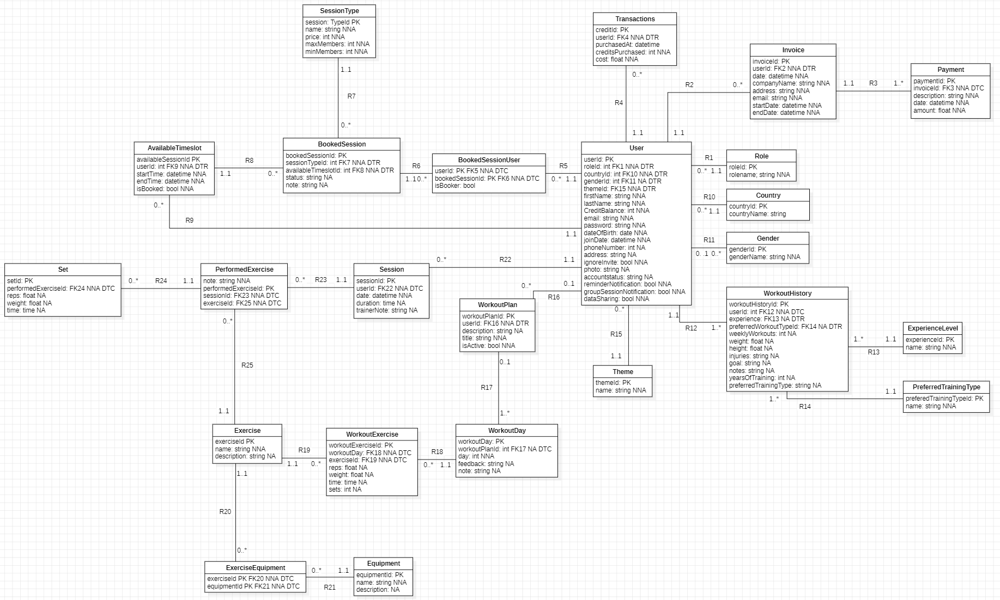 SessionType
session: TypeId PK
name: string NNA
price: int NNA
maxMembers: int NNA
minMembers: int NNA
Transactions
creditId: PK
userId: FK4 NNA DTR
purchasedAt: datetime
creditsPurchased: int NNA
cost: float NNA
Invoice
invoiceId: PK
userId: FK2 NNA DTR
date: datetime NNA
companyName: string NNA
address: string NNA
email: string NNA
startDate: datetime NNA
endDate: datetime NNA
Payment
paymentId: PK
invoiceId: FK3 NNA DTC
description: string NNA
date: datetime NNA
amount: float NNA
1..1
R7
0..*
0..*
R4
1..1
R2
0..*
1..1
1..1
R3
1..*
AvailableTimeslot
availableSessionId PK
userId: int FK9 NNA DTR
startTime: datetime NNA
endTime: datetime NNA
isBooked: bool NNA
R8
1..1
0..*
BookedSession
bookedSessionId: PK
sessionTypeId: int FK7 NNA DTR
availableTimeslotId: int FK8 NNA DTR
status: string NA
note: string NA
R6
1..1
0..*
BookedSessionUser
userId: PK FK5 NNA DTC
bookedSessionId: PK FK6 NNA DTC
isBooker: bool
R5
0..*
1..1
User
userId: PK
roleId: int FK1 NNA DTR
countryId: int FK10 NNA DTR
genderId: int FK11 NA DTR
themeId: FK15 NNA DTR
firstName: string NNA
lastName: string NNA
CreditBalance: int NNA
email: string NNA
password: string NNA
dateOfBirth: date NNA
joinDate: datetime NNA
phoneNumber: int NA
address: string NA
ignoreInvite: bool NNA
photo: string NA
accountstatus: string NA
reminderNotification: bool NNA
groupSessionNotification: bool NNA
dataSharing: bool NNA
R1
0..*
1..1
Role
roleId: PK
rolename; string NNA
R10
0..*
1..1
Country
countryId: PK
countryName: string
R11
0..1
0..*
Gender
genderId: PK
genderName: string NNA
0..*
R9
1..1
Set
setId: PK
performedExerciseId: FK24 NNA DTC
reps: float NA
weight: float NA
time: time NA
0..*
R24
1..1
PerformedExercise
note: string NNA
performedExerciseId: PK
sessionId: FK23 NNA DTC
exerciseId: FK25 NNA DTC
0..*
R23
1..1
Session
sessionId: PK
userId: FK22 NNA DTC
date: datetime NNA
duration: time NA
trainerNote: string NA
0..*
R22
1..1
0..*
0..1
R16
WorkoutPlan
workoutPlanId: PK
userId: FK16 NNA DTR
description: string NA
title: string NNA
isActive: bool NNA
0..*
R15
1..1
Theme
themeId: PK
name: string NNA
1..1
R12
1..*
WorkoutHistory
workoutHistoryId: PK
userId: int FK12 NNA DTC
experience: FK13 NA DTR
preferredWorkoutTypeId: FK14 NA DTR
weeklyWorkouts: int NA
weight: float NA
height: float NA
injuries: string NA
goal: string NA
notes: string NA
yearsOfTraining: int NA
preferredTrainingType: string NA
1..*
1..1
R13
ExperienceLevel
experienceId: PK
name: string NNA
1..*
R14
1..1
PreferredTrainingType
preferedTrainingTypeId: PK
name: string NNA
0..*
R25
1..1
0..1
R17
1..*
Exercise
exerciseId PK
name: string NNA
description: string NA
R19
1..1
0..*
WorkoutExercise
workoutExerciseId: PK
workoutDay: FK18 NNA DTC
exerciseId: FK19 NNA DTC
reps: float NA
weight: float NA
time: time NA
sets: int NA
R18
0..*
1..1
WorkoutDay
workoutDay: PK
workoutPlanId: int FK17 NA DTC
day: int NNA
feedback: string NA
note: string NA
1..1
R20
0..*
ExerciseEquipment
exerciseId PK FK20 NNA DTC
equipmentId PK FK21 NNA DTC
0..*
1..1
R21
Equipment
equipmentId: PK
name: string NNA
description: NA